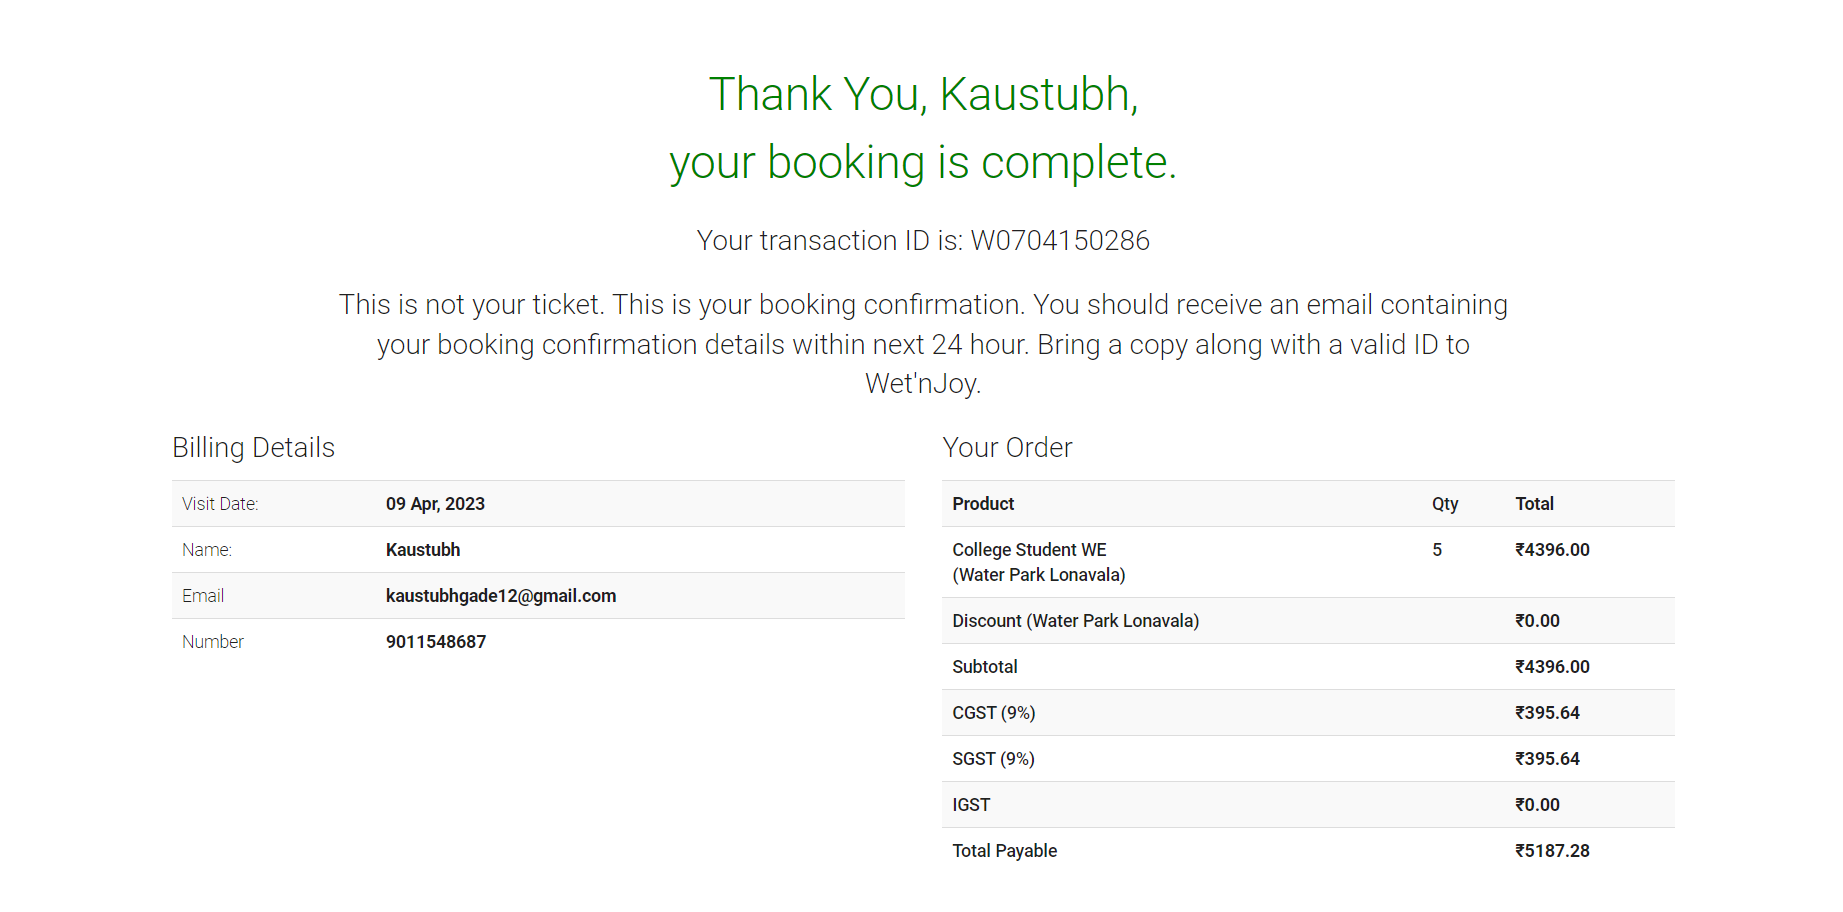 Thank You, Kaustubh,
your booking is complete.
Your transaction ID is: W0704150286
This is not your ticket. This is your booking confirmation. You should receive an email containing
your booking confirmation details within next 24 hour. Bring a copy along with a valid ID to
Wet'nJoy.
Billing Details
Visit Date: 09 Apr, 2023
Name: Kaustubh
Email kaustubhgade12@gmail.com
Number 9011548687
Your Order
Product Qty Total
College Student WE 5 ₹4396.00
(Water Park Lonavala)
Discount (Water Park Lonavala) ₹0.00
Subtotal ₹4396.00
CGST (9%) ₹395.64
SGST (9%) ₹395.64
IGST ₹0.00
Total Payable ₹5187.28